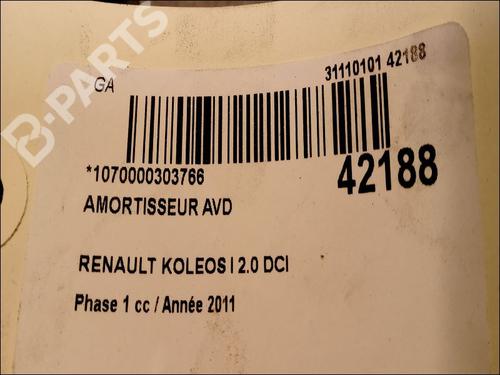 B-PARTS
GA
31110101 42188
*1070000303766
42188
AMORTISSEUR AVD
RENAULT KOLEOS I 2.0 DCI
Phase 1 cc / Année 2011